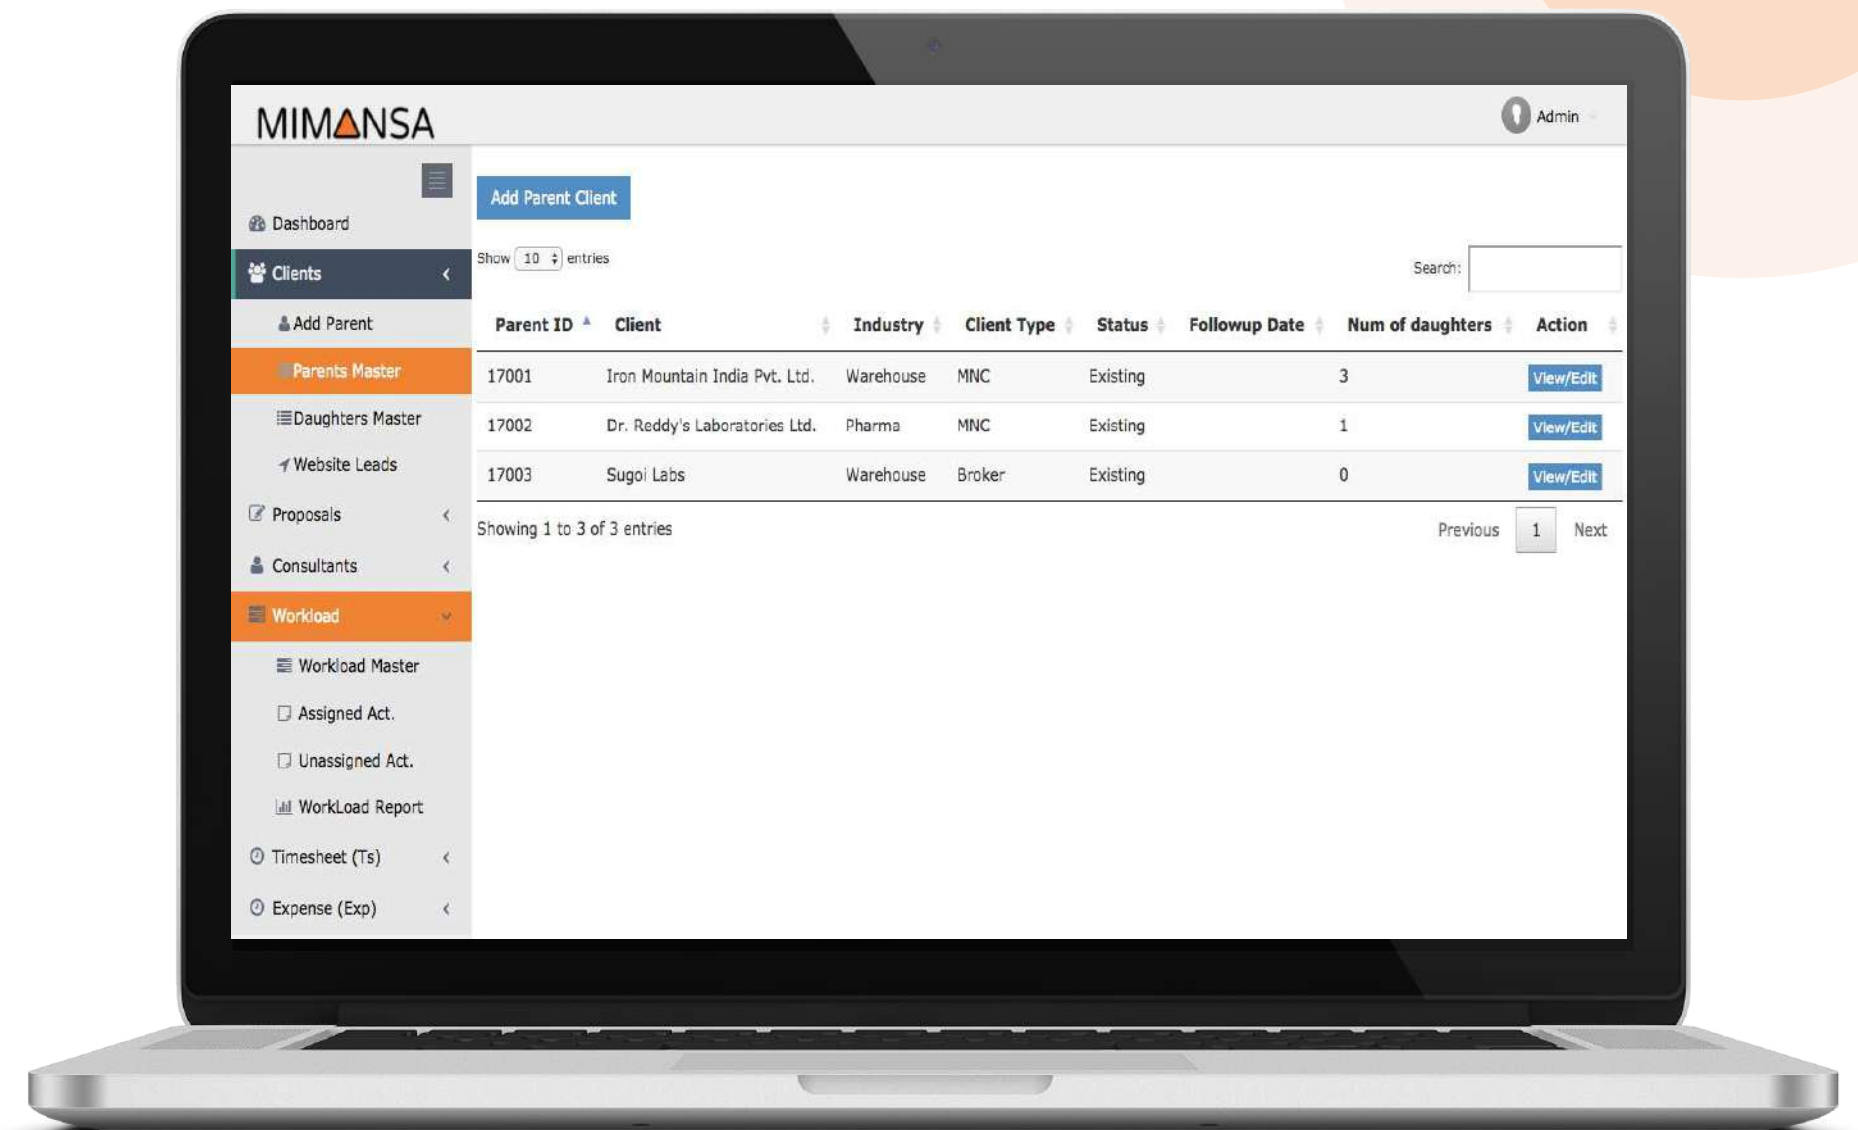 MIMANSA
Admin
Dashboard
Clients
Add Parent
Parents Master
Daughters Master
Website Leads
Proposals
Consultants
Workload
Workload Master
Assigned Act.
Unassigned Act.
WorkLoad Report
Timesheet (Ts)
Expense (Exp)
Add Parent Client
Show 10 entries
Search:
Parent ID Client Industry Client Type Status Followup Date Num of daughters Action
17001 Iron Mountain India Pvt. Ltd. Warehouse MNC Existing 3 View/Edit
17002 Dr. Reddy's Laboratories Ltd. Pharma MNC Existing 1 View/Edit
17003 Sugoi Labs Warehouse Broker Existing 0 View/Edit
Showing 1 to 3 of 3 entries
Previous 1 Next